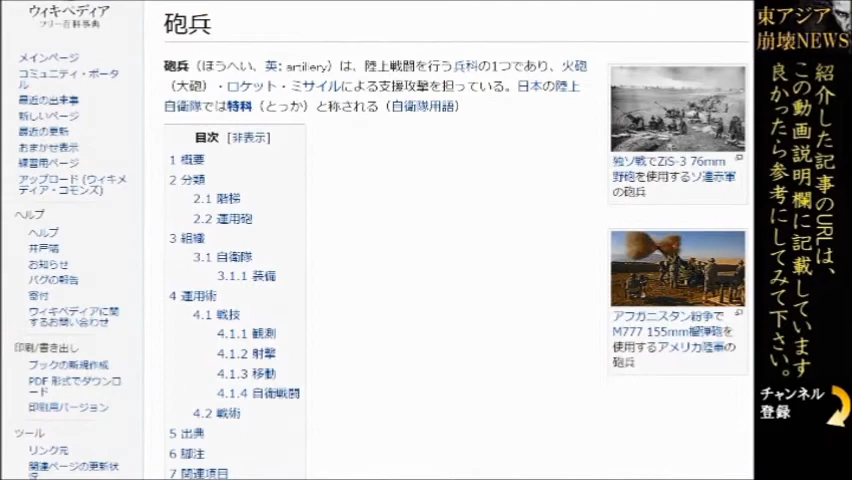 ウィキペディア
フリー百科事典
メインページ
コミュニティ・ポータ
ル
最近の出来事
新しいページ
最近の更新
おまかせ表示
練習用ページ
アップロード (ウィキメ
ディア・コモンズ)
ヘルプ
ヘルプ
井戸端
お知らせ
バグの報告
寄付
ウィキペディアに関
するお問い合わせ
印刷/書き出し
ブックの新規作成
PDF 形式でダウンロ
ード
印刷用バージョン
ツール
リンク元
関連ページの更新状
況
砲兵
砲兵（ほうへい、英: artillery）は、陸上戦闘を行う兵科の1つであり、火砲
（大砲）・ロケット・ミサイルによる支援攻撃を担っている。日本の陸上
自衛隊では特科（とっか）と称される（自衛隊用語）
目次 [非表示]
1 概要
2 分類
2.1 階梯
2.2 運用砲
3 組織
3.1 自衛隊
3.1.1 装備
4 運用術
4.1 戦技
4.1.1 観測
4.1.2 射撃
4.1.3 移動
4.1.4 自衛戦闘
4.2 戦術
5 出典
6 脚注
7 関連項目
独ソ戦でZiS-3 76mm
野砲を使用するソ連赤軍
の砲兵
アフガニスタン紛争で
M777 155mm榴弾砲を
使用するアメリカ陸軍の
砲兵
東アジア
崩壊NEWS
紹介した記事のURLは、
この動画説明欄に記載しています
良かったら参考にしてみて下さい。
チャンネル
登録